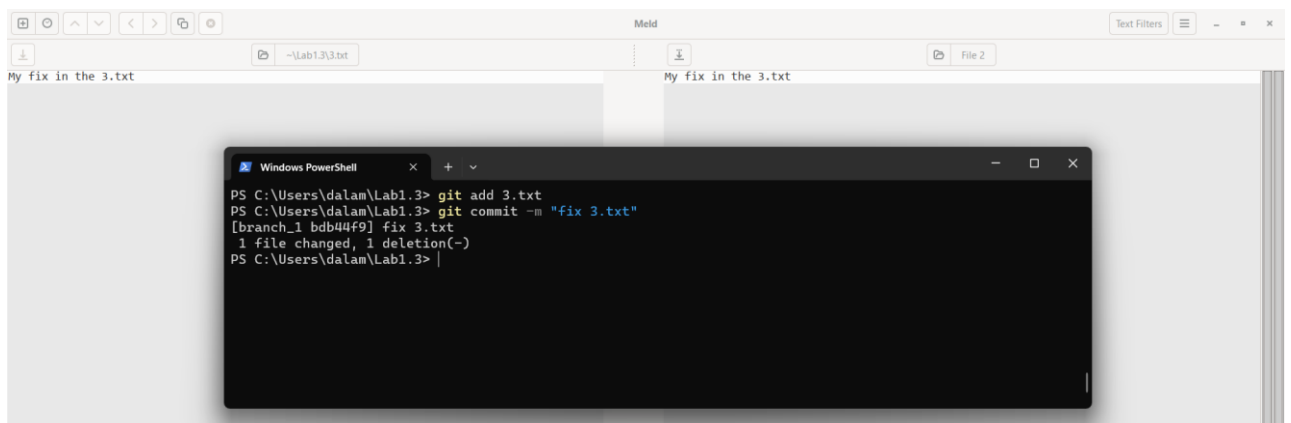 Meld
Text Filters
~\Lab1.3\3.txt
File 2
My fix in the 3.txt
My fix in the 3.txt
Windows PowerShell
PS C:\Users\dalam\Lab1.3> git add 3.txt
PS C:\Users\dalam\Lab1.3> git commit -m "fix 3.txt"
[branch_1 bdb44f9] fix 3.txt
1 file changed, 1 deletion(-)
PS C:\Users\dalam\Lab1.3>